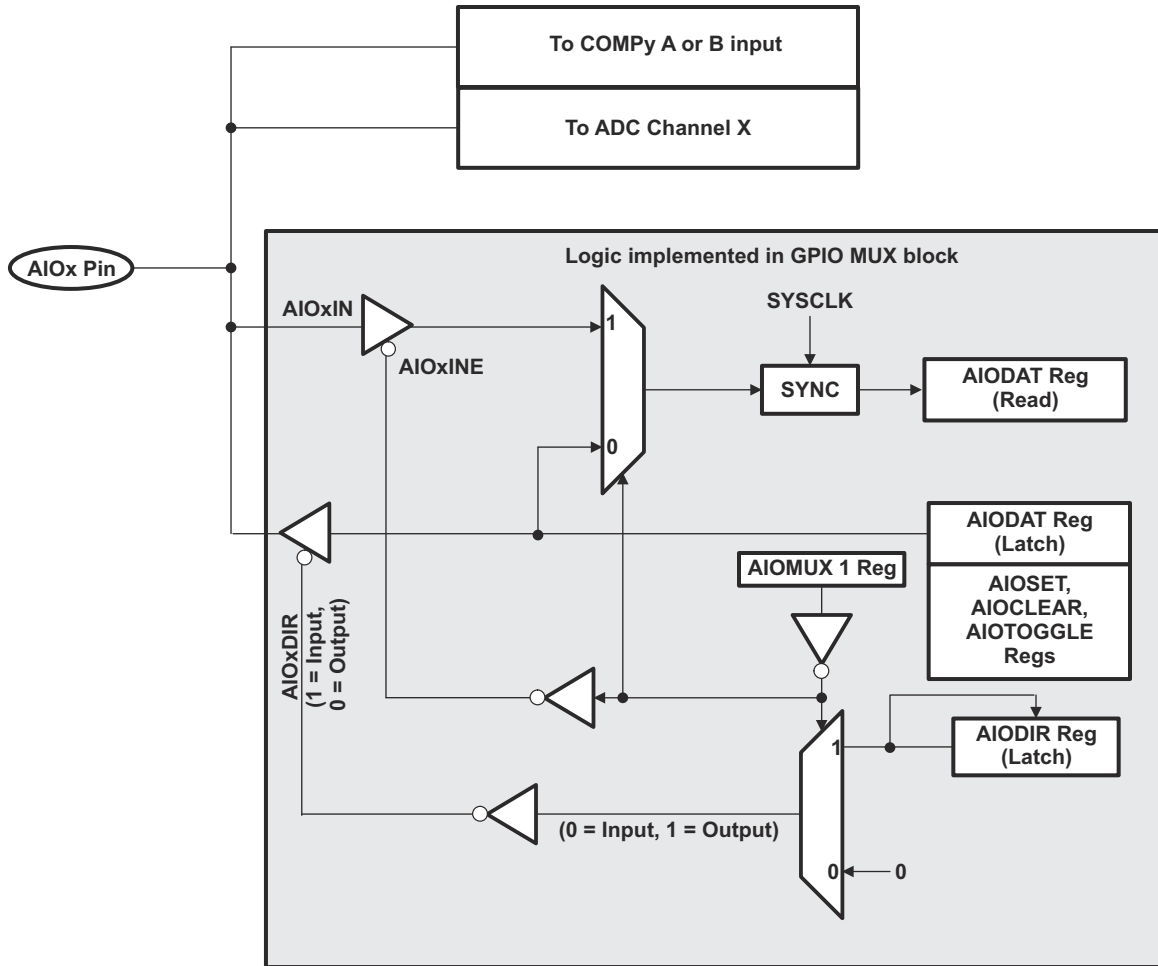 To COMPy A or B input
To ADC Channel X
Logic implemented in GPIO MUX block
AIOx Pin
AIOxIN
SYSCLK
1
AIOxINE
SYNC
AIODAT Reg
(Read)
0
AIODAT Reg
(Latch)
AIOMUX 1 Reg
AIOSET,
AIOCLEAR,
AIOTOGGLE
Regs
AIOxDIR
(1 = Input,
0 = Output)
1
AIODIR Reg
(Latch)
(0 = Input, 1 = Output)
0
0